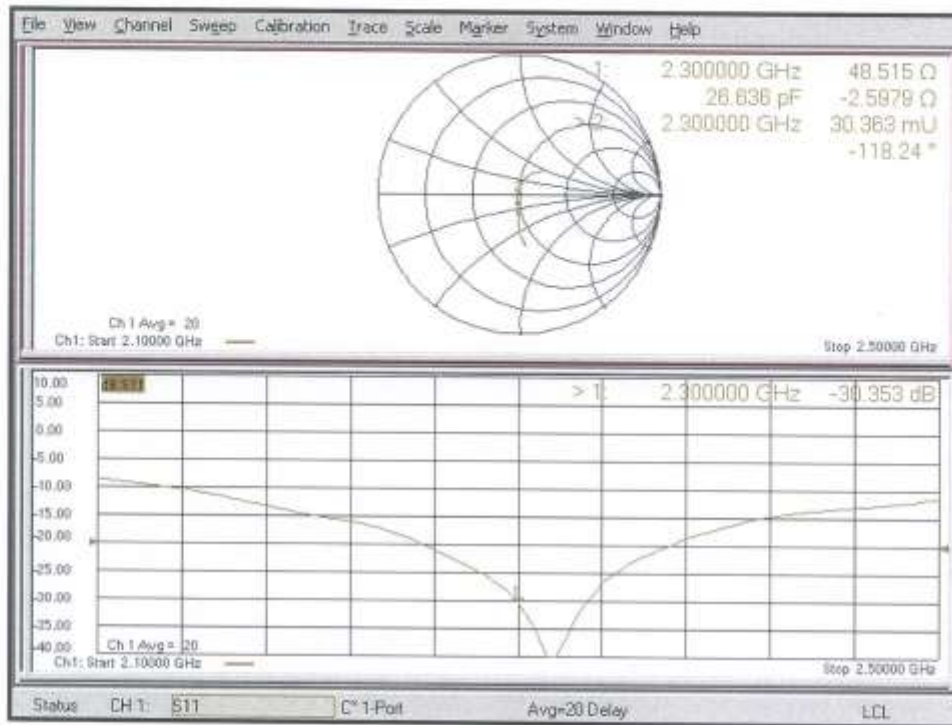 File View Channel Sweep Calibration Trace Scale Marker System Window Help
1: 2.300000 GHz 48.515 Ω
26.636 pF -2.5979 Ω
>2: 2.300000 GHz 30.363 mU
-118.24 °
Ch 1 Avg = 20
Ch1: Start 2.10000 GHz
Stop 2.50000 GHz
10.00
> 1: 2.300000 GHz -30.353 dB
5.00
0.00
-5.00
-10.00
-15.00
-20.00
-25.00
-30.00
-35.00
-40.00
Ch 1 Avg = 20
Ch1: Start 2.10000 GHz
Stop 2.50000 GHz
Status CH 1: S11 C* 1-Port Avg=20 Delay LCL